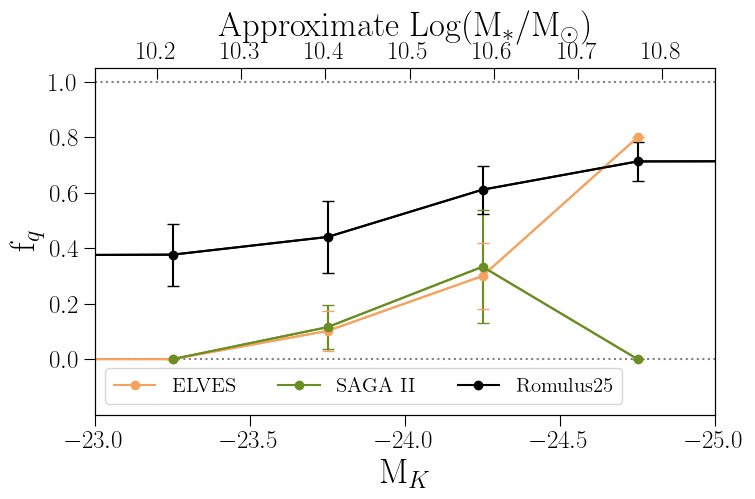 Approximate Log(M*/M☉)
10.2 10.3 10.4 10.5 10.6 10.7 10.8
1.0
0.8
0.6
0.4
0.2
0.0
f_q
ELVES SAGA II Romulus25
−23.0 −23.5 −24.0 −24.5 −25.0
M_K